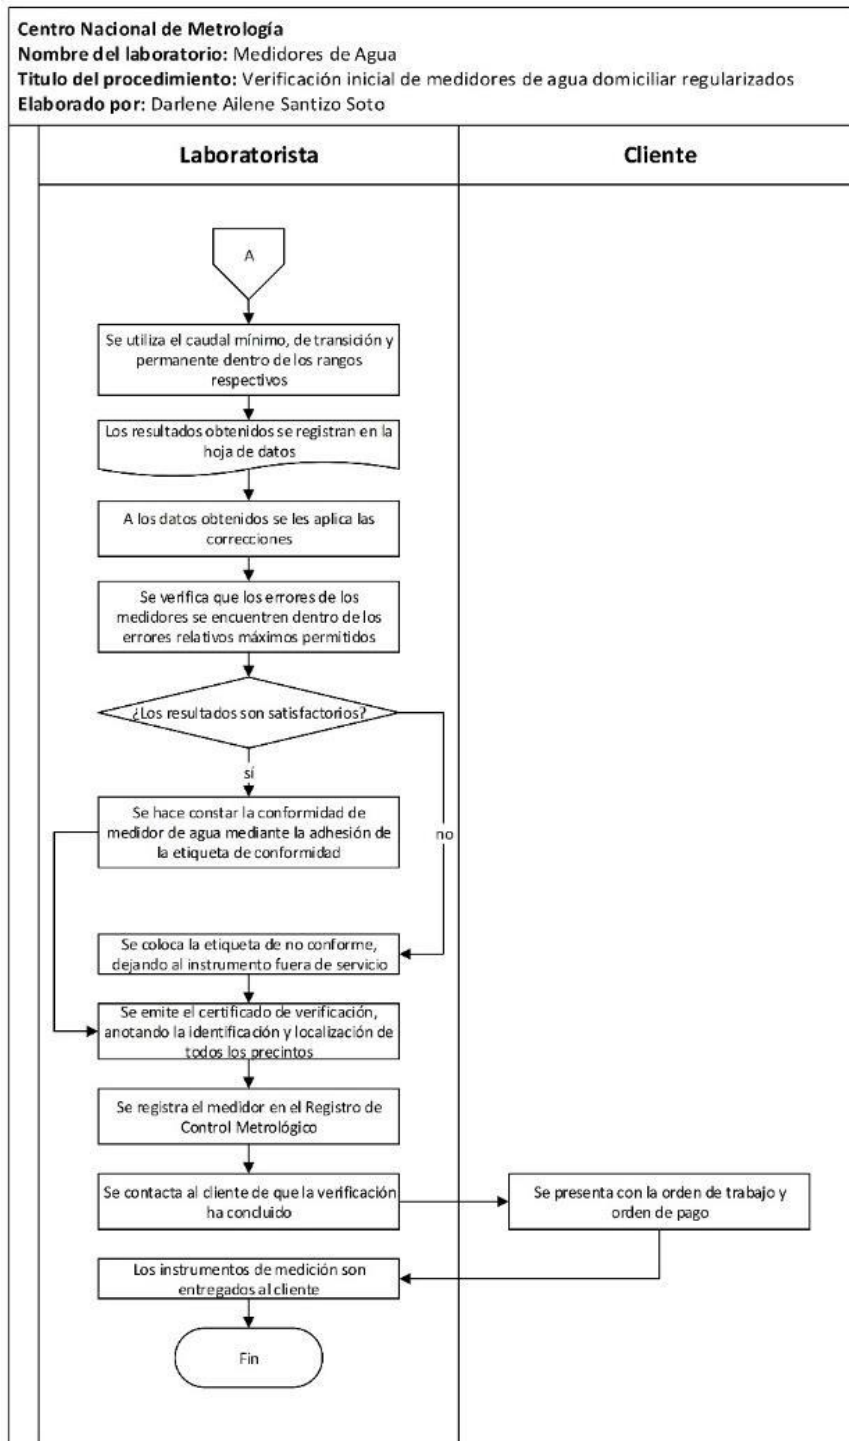 Centro Nacional de Metrología
Nombre del laboratorio: Medidores de Agua
Titulo del procedimiento: Verificación inicial de medidores de agua domiciliar regularizados
Elaborado por: Darlene Ailene Santizo Soto
Laboratorista
Cliente
A
Se utiliza el caudal mínimo, de transición y
permanente dentro de los rangos
respectivos
Los resultados obtenidos se registran en la
hoja de datos
A los datos obtenidos se les aplica las
correcciones
Se verifica que los errores de los
medidores se encuentren dentro de los
errores relativos máximos permitidos
¿Los resultados son satisfactorios?
sí
Se hace constar la conformidad de
medidor de agua mediante la adhesión de
la etiqueta de conformidad
no
Se coloca la etiqueta de no conforme,
dejando al instrumento fuera de servicio
Se emite el certificado de verificación,
anotando la identificación y localización de
todos los precintos
Se registra el medidor en el Registro de
Control Metrológico
Se contacta al cliente de que la verificación
ha concluido
Se presenta con la orden de trabajo y
orden de pago
Los instrumentos de medición son
entregados al cliente
Fin